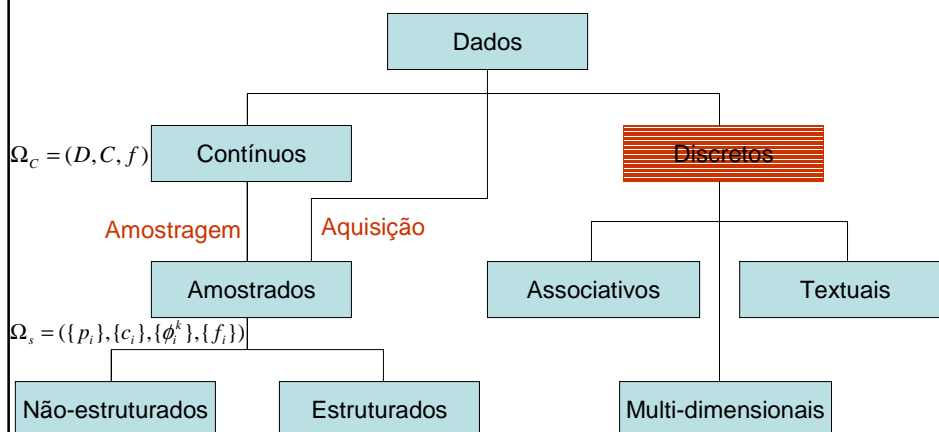 Dados
Ω_C = (D, C, f)
Contínuos
Discretos
Amostragem
Aquisição
Amostrados
Associativos
Textuais
Ω_s = ({p_i},{c_i},{ϕ_i^k},{f_i})
Não-estruturados
Estruturados
Multi-dimensionais